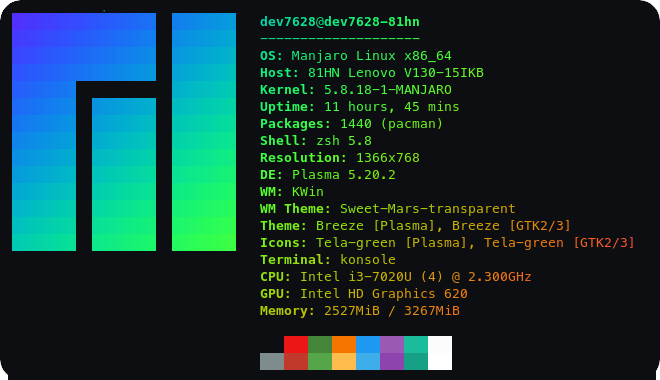 dev7628@dev7628-81hn
--------------------
OS: Manjaro Linux x86_64
Host: 81HN Lenovo V130-15IKB
Kernel: 5.8.18-1-MANJARO
Uptime: 11 hours, 45 mins
Packages: 1440 (pacman)
Shell: zsh 5.8
Resolution: 1366x768
DE: Plasma 5.20.2
WM: KWin
WM Theme: Sweet-Mars-transparent
Theme: Breeze [Plasma], Breeze [GTK2/3]
Icons: Tela-green [Plasma], Tela-green [GTK2/3]
Terminal: konsole
CPU: Intel i3-7020U (4) @ 2.300GHz
GPU: Intel HD Graphics 620
Memory: 2527MiB / 3267MiB